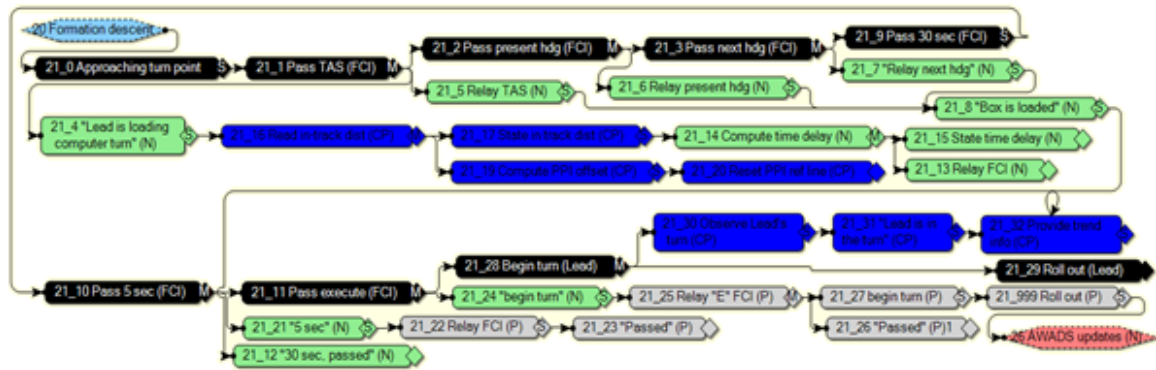 20 Formation descent
21_2 Pass present hdg (FCI) M
21_3 Pass next hdg (FCI) M
21_9 Pass 30 sec (FCI) S
21_0 Approaching turn point S
21_1 Pass TAS (FCI) M
21_5 Relay TAS (N) S
21_6 Relay present hdg (N) S
21_7 "Relay next hdg" (N) S
21_8 "Box is loaded" (N) S
21_4 "Lead is loading
computer turn" (N) S
21_16 Read in track dist (CP)
21_17 State in track dist (CP) S
21_14 Compute time delay (N) M
21_15 State time delay (N)
21_19 Compute PPI offset (CP) S
21_20 Reset PPI ref line (CP)
21_13 Relay FCI (N)
21_30 Observe Lead's
turn (CP)
21_31 "Lead is in
the turn" (CP) S
21_32 Provide trend
info (CP) S
21_28 Begin turn (Lead) M
21_29 Roll out (Lead)
21_10 Pass 5 sec (FCI) M
21_11 Pass execute (FCI) M
21_24 "begin turn" (N) S
21_25 Relay "E" FCI (P) M
21_27 begin turn (P) S
21_999 Roll out (P) S
21_21 "5 sec" (N) S
21_22 Relay FCI (P) S
21_23 "Passed" (P)
21_26 "Passed" (P)1
26 AWADS updates (N)
21_12 "30 sec, passed" (N)